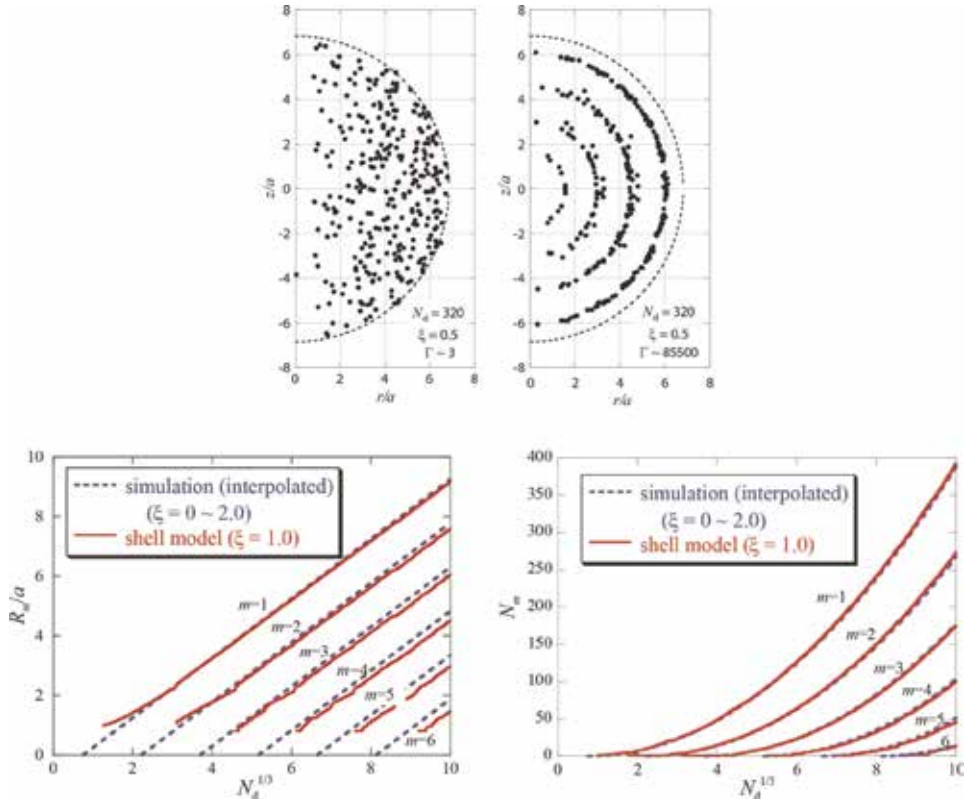 8
6
4
2
0
-2
-4
-6
-8
z/a
N_d = 320
ξ = 0.5
Γ ~ 3
0 2 4 6 8
r/a
8
6
4
2
0
-2
-4
-6
-8
z/a
N_d = 320
ξ = 0.5
Γ ~ 85500
0 2 4 6 8
r/a
10
8
6
4
2
0
R_m/a
simulation (interpolated)
(ξ = 0 ~ 2.0)
shell model (ξ = 1.0)
m=1
m=2
m=3
m=4
m=5
m=6
0 2 4 6 8 10
N_d^1/3
400
350
300
250
200
150
100
50
0
N_m
simulation (interpolated)
(ξ = 0 ~ 2.0)
shell model (ξ = 1.0)
m=1
m=2
m=3
m=4
m=5
6
0 2 4 6 8 10
N_d^1/3